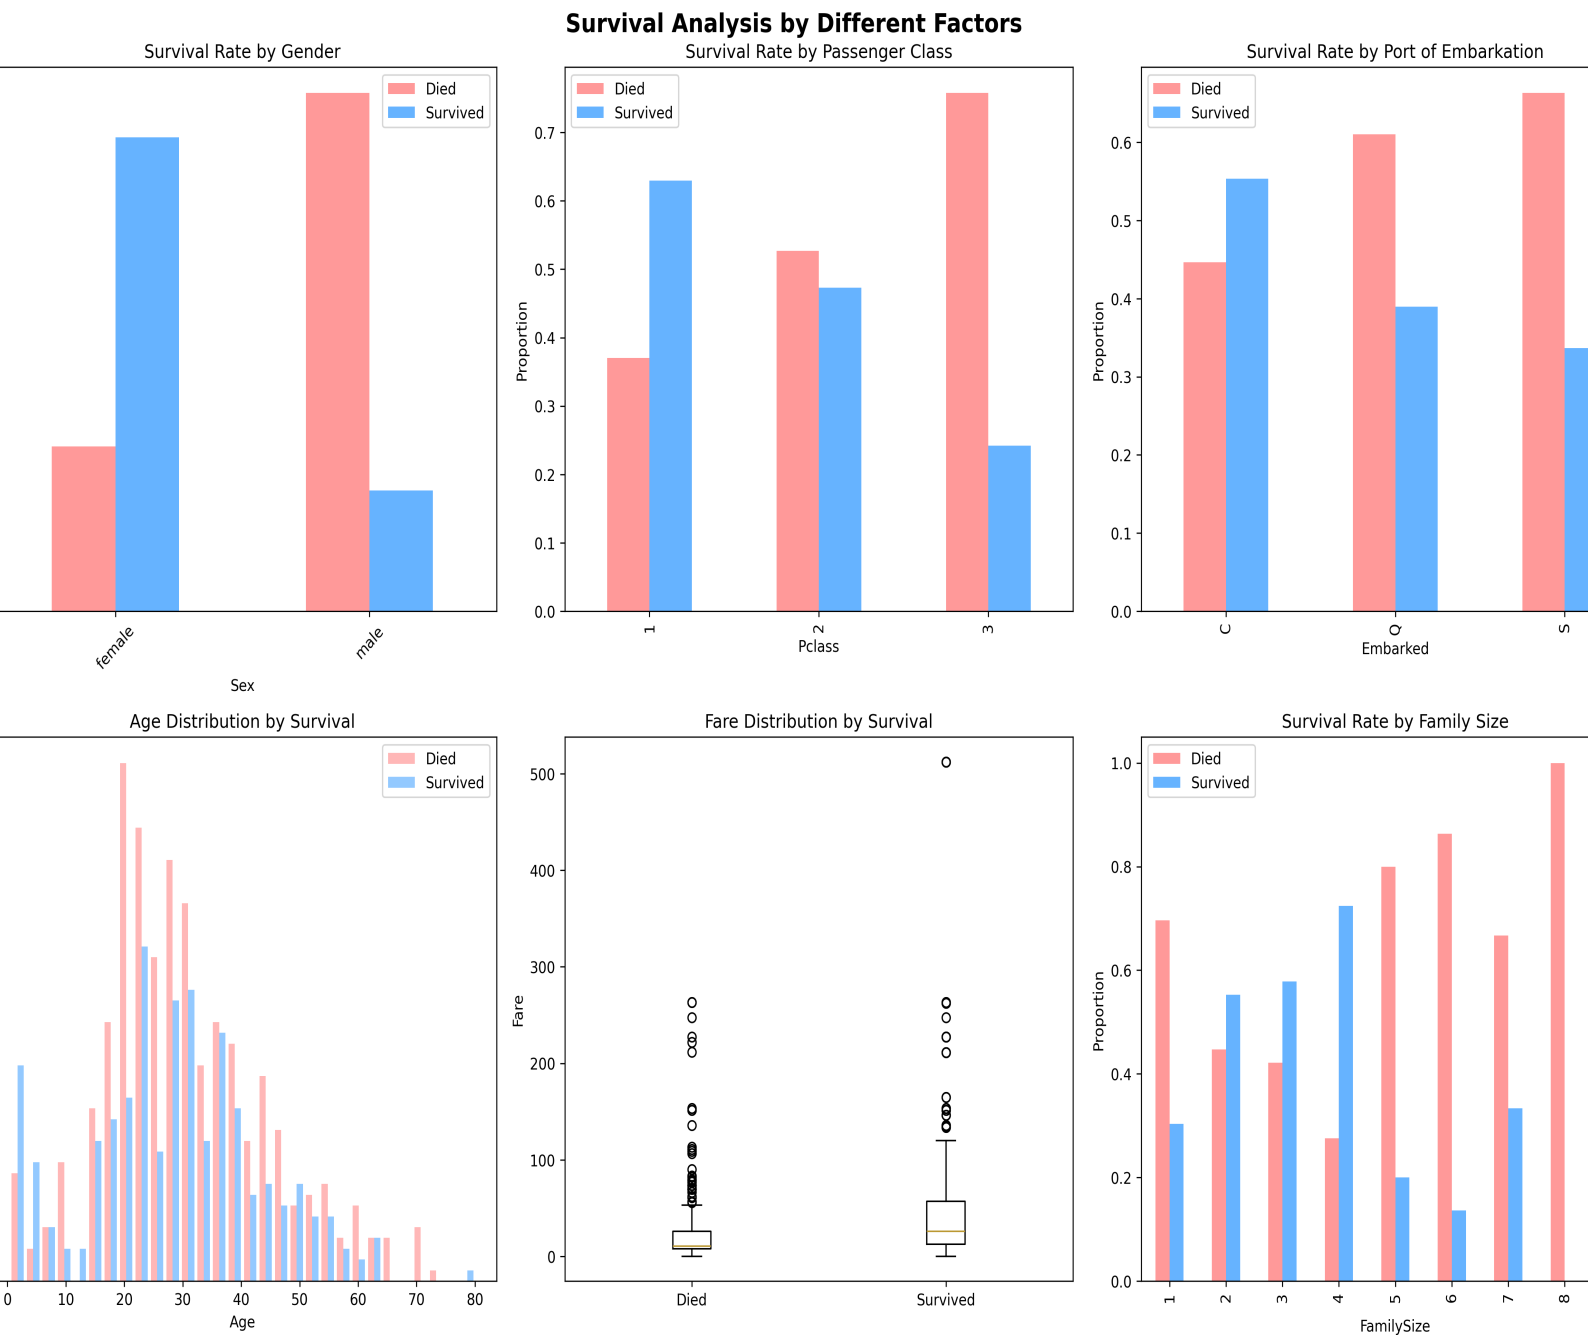 Survival Analysis by Different Factors
Survival Rate by Gender
Died
Survived
female
male
Sex
Survival Rate by Passenger Class
Died
Survived
Proportion
0.7
0.6
0.5
0.4
0.3
0.2
0.1
0.0
1
2
3
Pclass
Survival Rate by Port of Embarkation
Died
Survived
Proportion
0.6
0.5
0.4
0.3
0.2
0.1
0.0
C
Q
S
Embarked
Age Distribution by Survival
Died
Survived
0 10 20 30 40 50 60 70 80
Age
Fare Distribution by Survival
Fare
500
400
300
200
100
0
Died
Survived
Survival Rate by Family Size
Died
Survived
Proportion
1.0
0.8
0.6
0.4
0.2
0.0
1
2
3
4
5
6
7
8
FamilySize